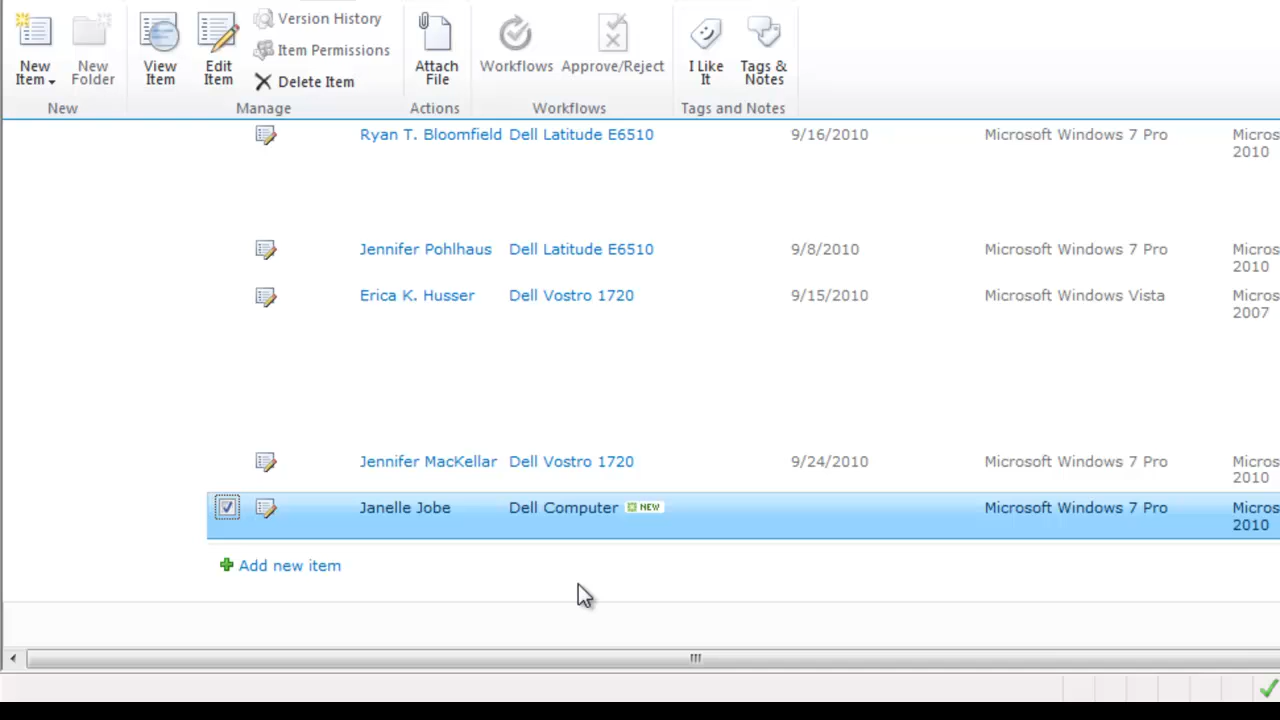 Version History
Item Permissions
Delete Item
New
Item
New
Folder
View
Item
Edit
Item
Attach
File
Workflows
Approve/Reject
I Like
It
Tags &
Notes
New
Manage
Actions
Workflows
Tags and Notes
Ryan T. Bloomfield Dell Latitude E6510 9/16/2010 Microsoft Windows 7 Pro Micros
2010
Jennifer Pohlhaus Dell Latitude E6510 9/8/2010 Microsoft Windows 7 Pro Micros
2010
Erica K. Husser Dell Vostro 1720 9/15/2010 Microsoft Windows Vista Micros
2007
Jennifer MacKellar Dell Vostro 1720 9/24/2010 Microsoft Windows 7 Pro Micros
2010
Janelle Jobe Dell Computer NEW Microsoft Windows 7 Pro Micros
2010
Add new item